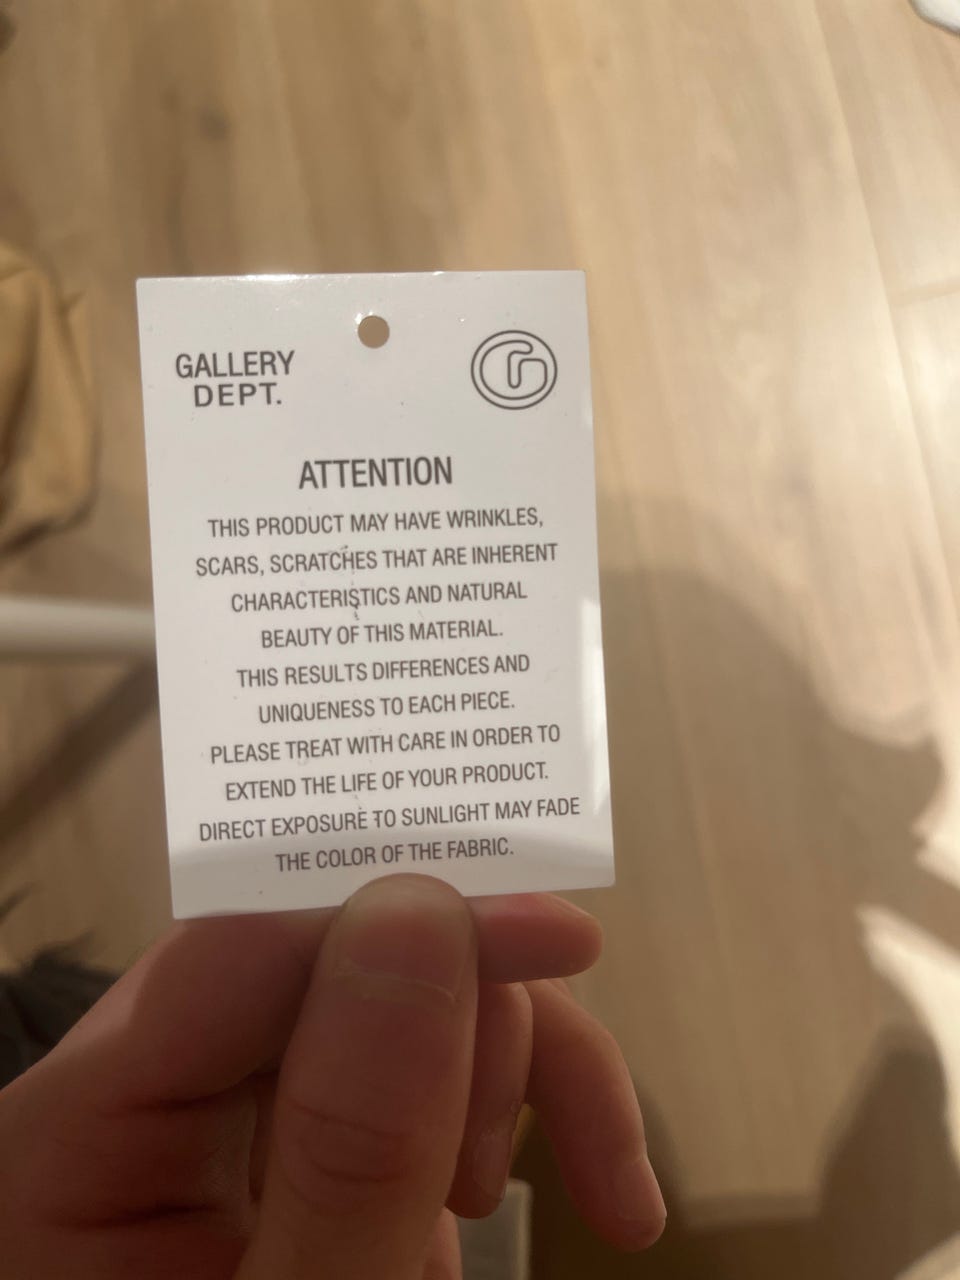 GALLERY
DEPT.
ATTENTION
THIS PRODUCT MAY HAVE WRINKLES,
SCARS, SCRATCHES THAT ARE INHERENT
CHARACTERISTICS AND NATURAL
BEAUTY OF THIS MATERIAL.
THIS RESULTS DIFFERENCES AND
UNIQUENESS TO EACH PIECE.
PLEASE TREAT WITH CARE IN ORDER TO
EXTEND THE LIFE OF YOUR PRODUCT.
DIRECT EXPOSURE TO SUNLIGHT MAY FADE
THE COLOR OF THE FABRIC.